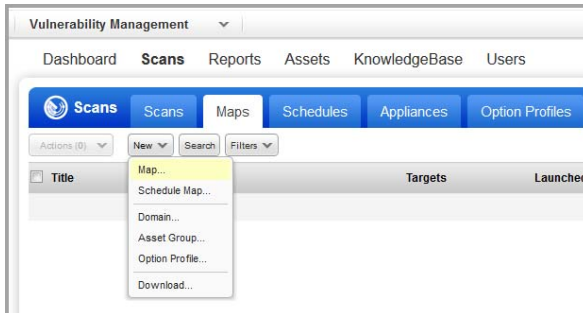 Vulnerability Management
Dashboard Scans Reports Assets KnowledgeBase Users
Scans Scans Maps Schedules Appliances Option Profiles
Actions (0) New Search Filters
Title Targets Launched
Map...
Schedule Map...
Domain...
Asset Group...
Option Profile...
Download...